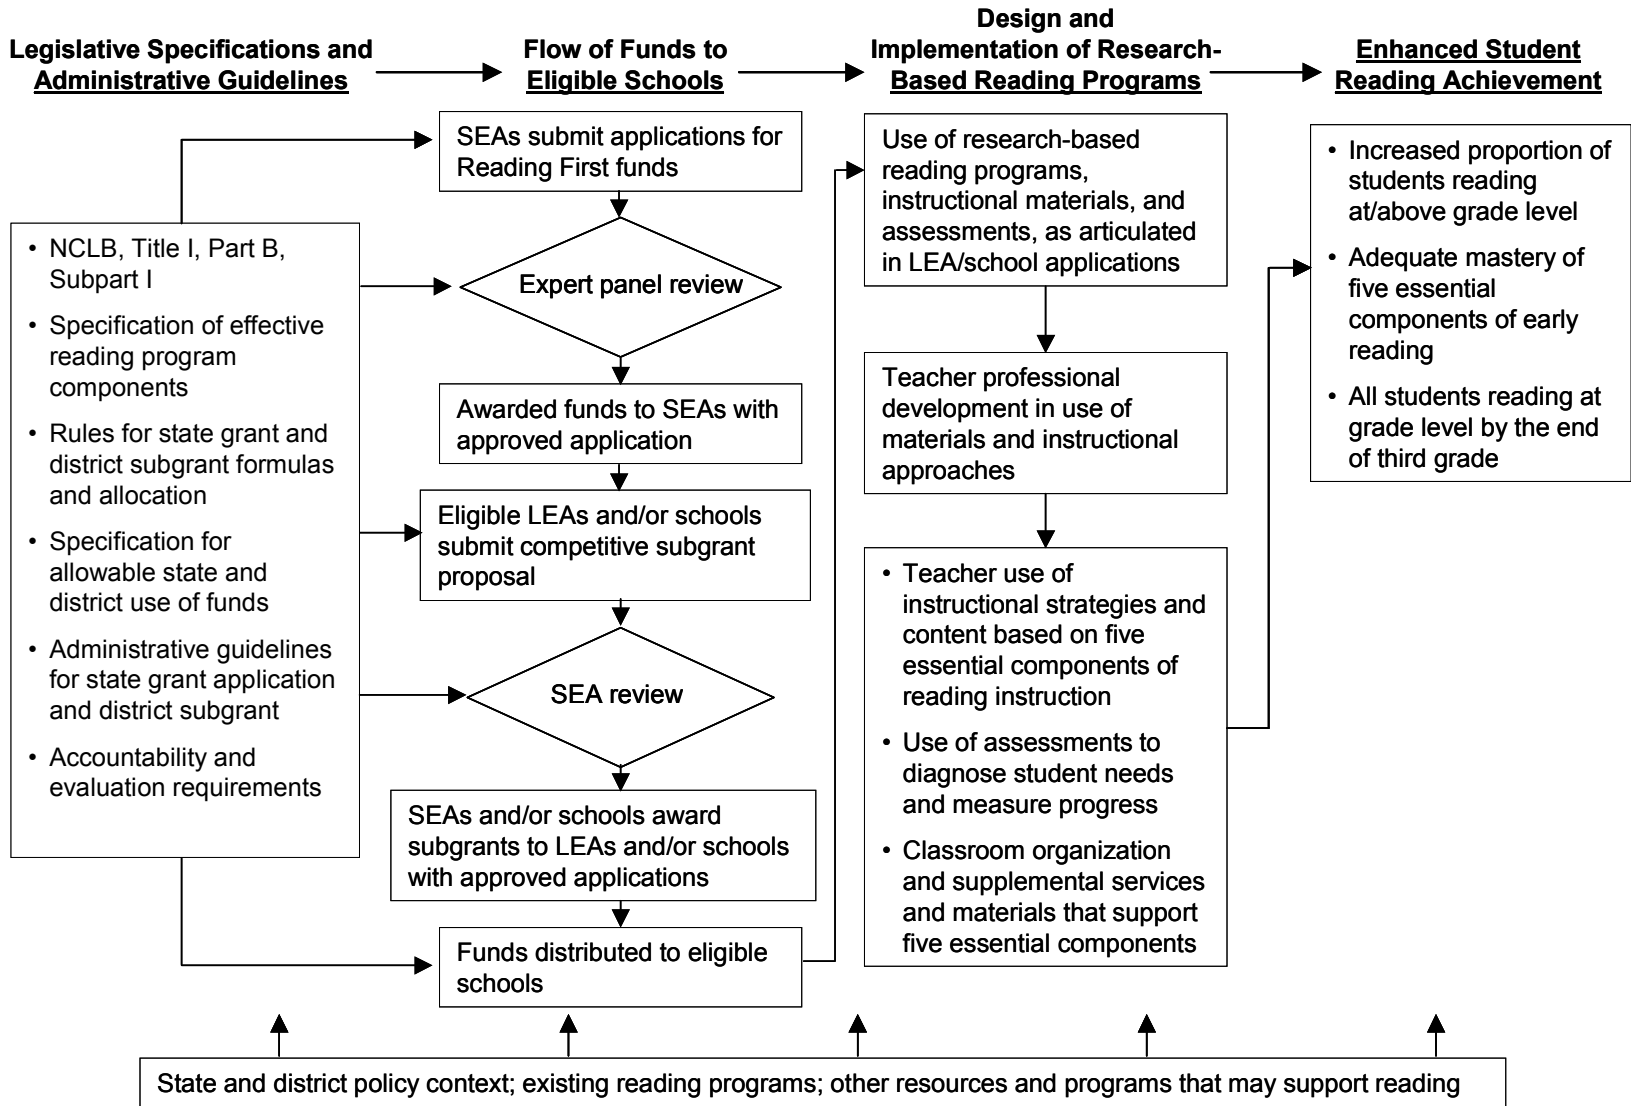 Legislative Specifications and
Administrative Guidelines
Flow of Funds to
Eligible Schools
Design and
Implementation of Research-
Based Reading Programs
Enhanced Student
Reading Achievement
• NCLB, Title I, Part B,
Subpart I
• Specification of effective
reading program
components
• Rules for state grant and
district subgrant formulas
and allocation
• Specification for
allowable state and
district use of funds
• Administrative guidelines
for state grant application
and district subgrant
• Accountability and
evaluation requirements
SEAs submit applications for
Reading First funds
Expert panel review
Awarded funds to SEAs with
approved application
Eligible LEAs and/or schools
submit competitive subgrant
proposal
SEA review
SEAs and/or schools award
subgrants to LEAs and/or schools
with approved applications
Funds distributed to eligible
schools
Use of research-based
reading programs,
instructional materials, and
assessments, as articulated
in LEA/school applications
Teacher professional
development in use of
materials and instructional
approaches
• Teacher use of
instructional strategies and
content based on five
essential components of
reading instruction
• Use of assessments to
diagnose student needs
and measure progress
• Classroom organization
and supplemental services
and materials that support
five essential components
• Increased proportion of
students reading
at/above grade level
• Adequate mastery of
five essential
components of early
reading
• All students reading at
grade level by the end
of third grade
State and district policy context; existing reading programs; other resources and programs that may support reading